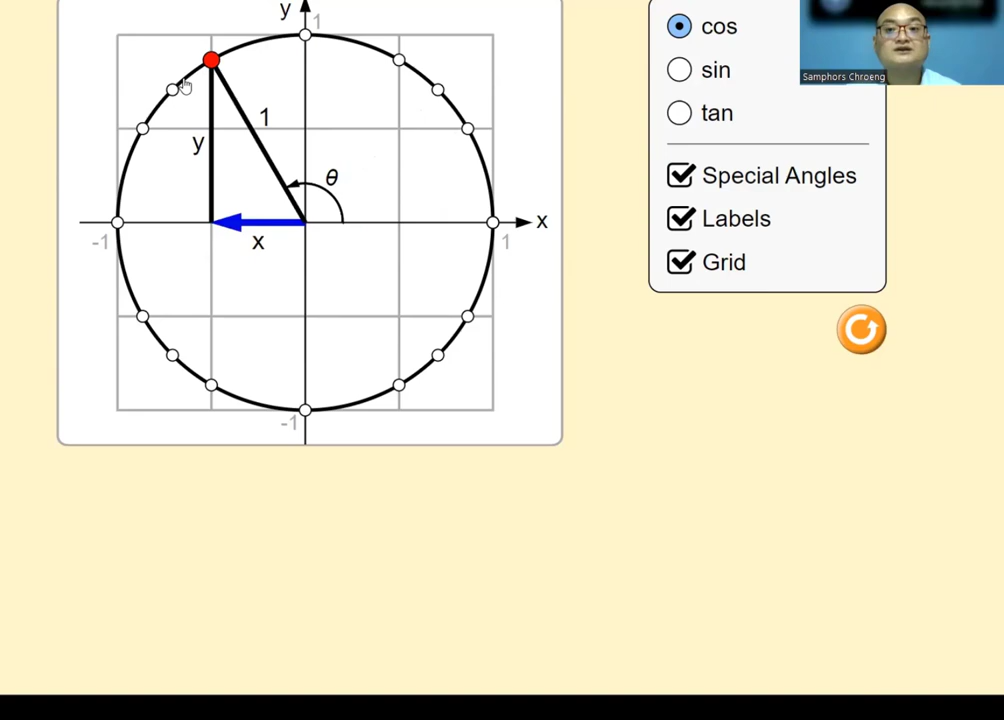 y
1
cos
Samphors Chroeng
sin
1
tan
y
θ
Special Angles
x
Labels
-1
x
1
Grid
-1